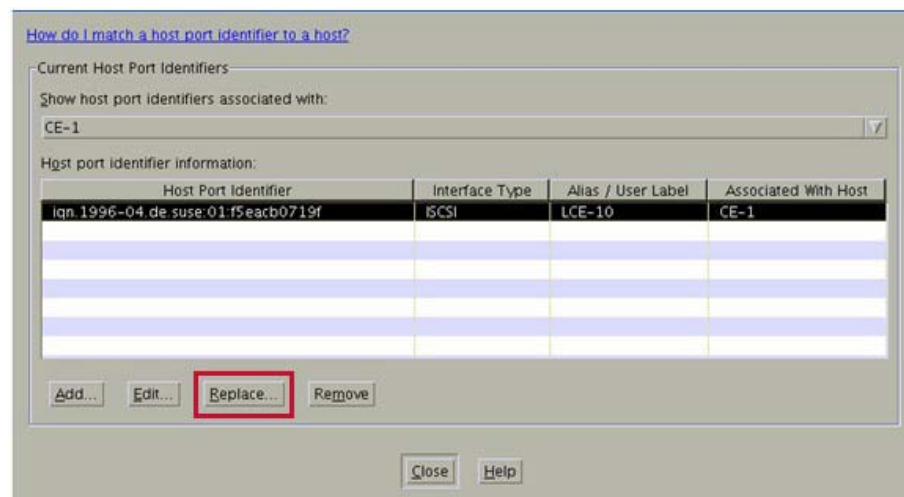 How do I match a host port identifier to a host?
Current Host Port Identifiers
Show host port identifiers associated with:
CE-1
Host port identifier information:
Host Port Identifier Interface Type Alias / User Label Associated With Host
iqn.1996-04.de.suse:01:f5eacb0719f ISCSI LCE-10 CE-1
Add... Edit... Replace... Remove
Close Help